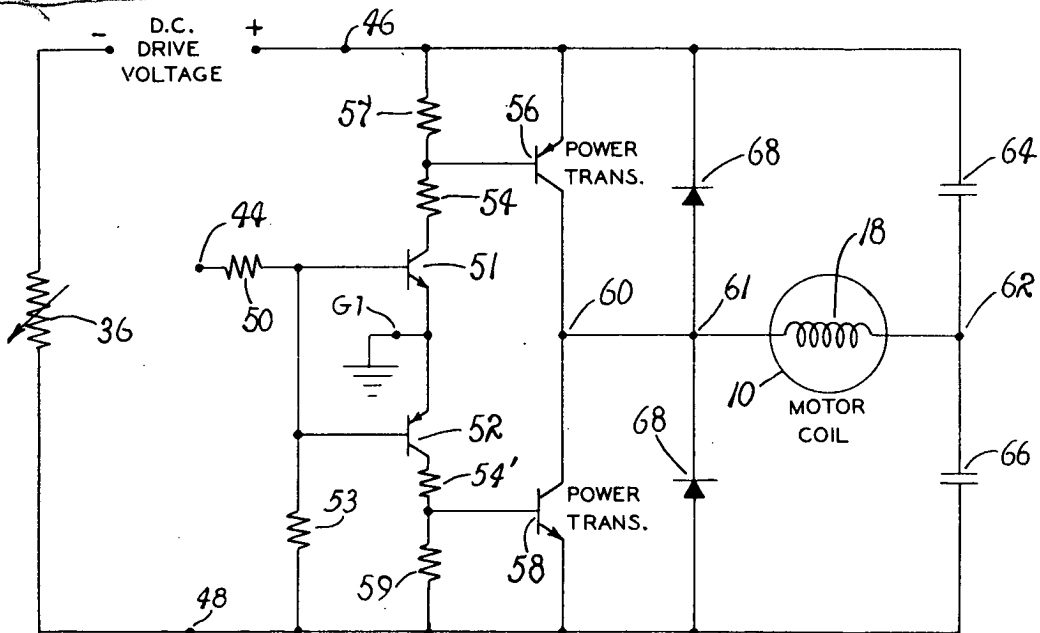 D.C.
- DRIVE +
VOLTAGE
46
57
56
POWER
TRANS.
68
64
54
44
18
51
50
60
61
62
36
G1
10
MOTOR
COIL
52
68
66
54'
53
POWER
TRANS.
59
58
48